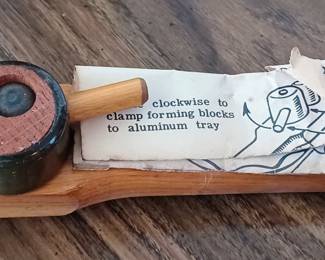 clockwise to
clamp forming blocks
to aluminum tray